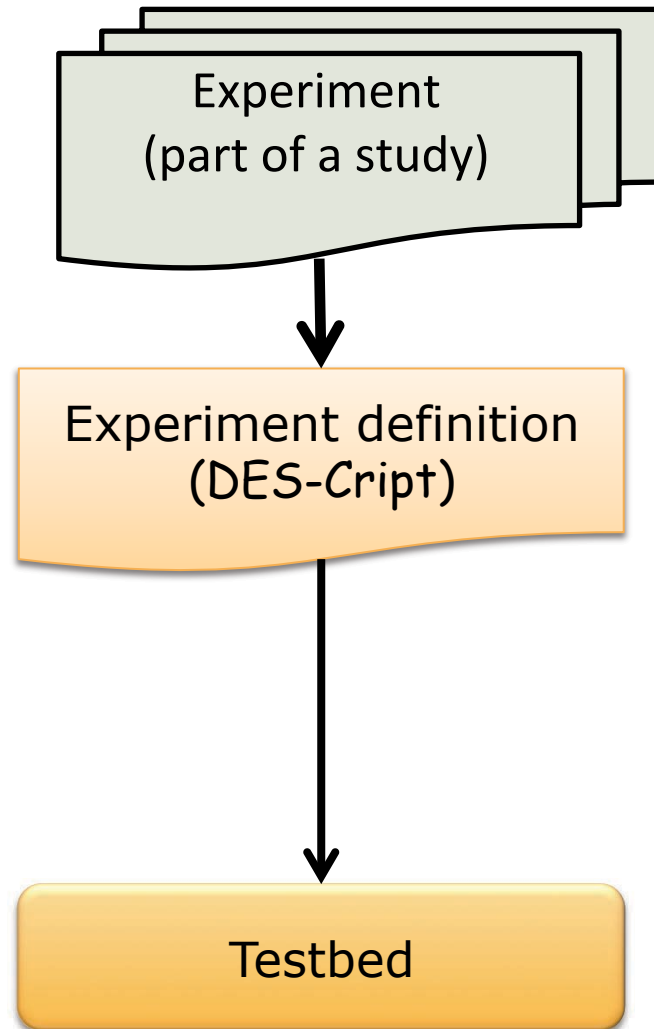 Experiment
(part of a study)
Experiment definition
(DES-Cript)
Testbed